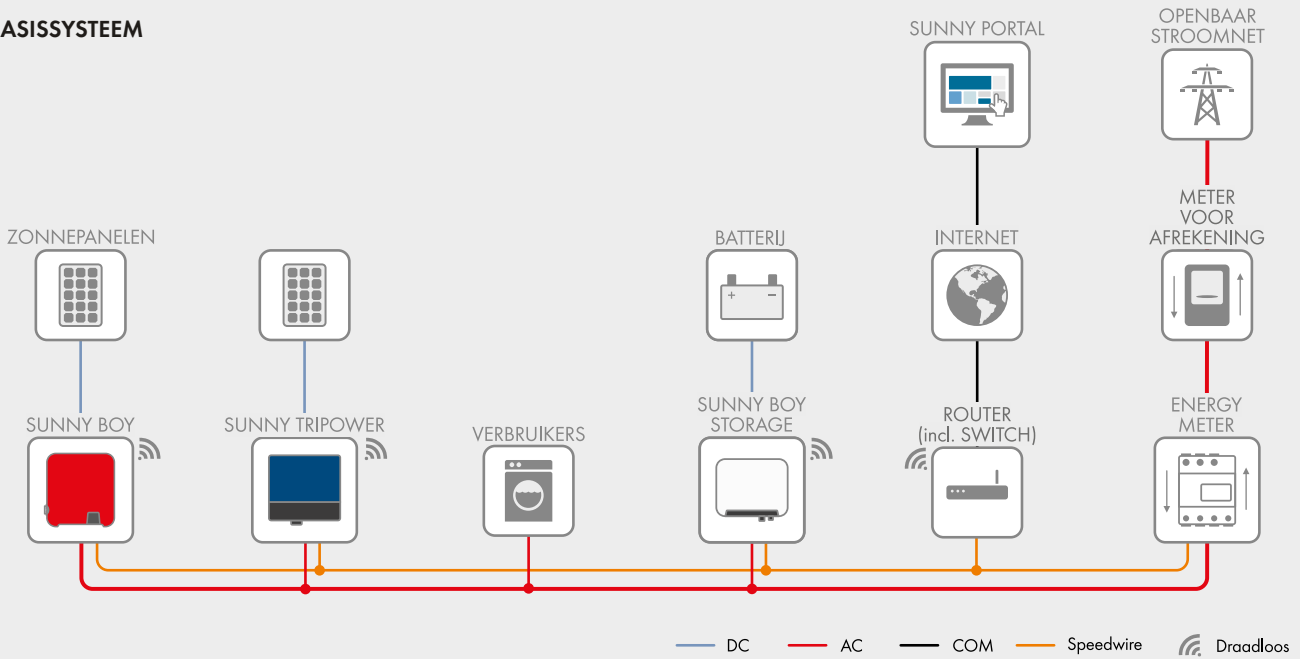 ASISSYSTEEM
SUNNY PORTAL
OPENBAAR
STROOMNET
METER
VOOR
AFREKENING
ZONNEPANELEN
BATTERIJ
INTERNET
SUNNY BOY
SUNNY TRIPOWER
VERBRUIKERS
SUNNY BOY
STORAGE
ROUTER
(incl. SWITCH)
ENERGY
METER
DC
AC
COM
Speedwire
Draadloos